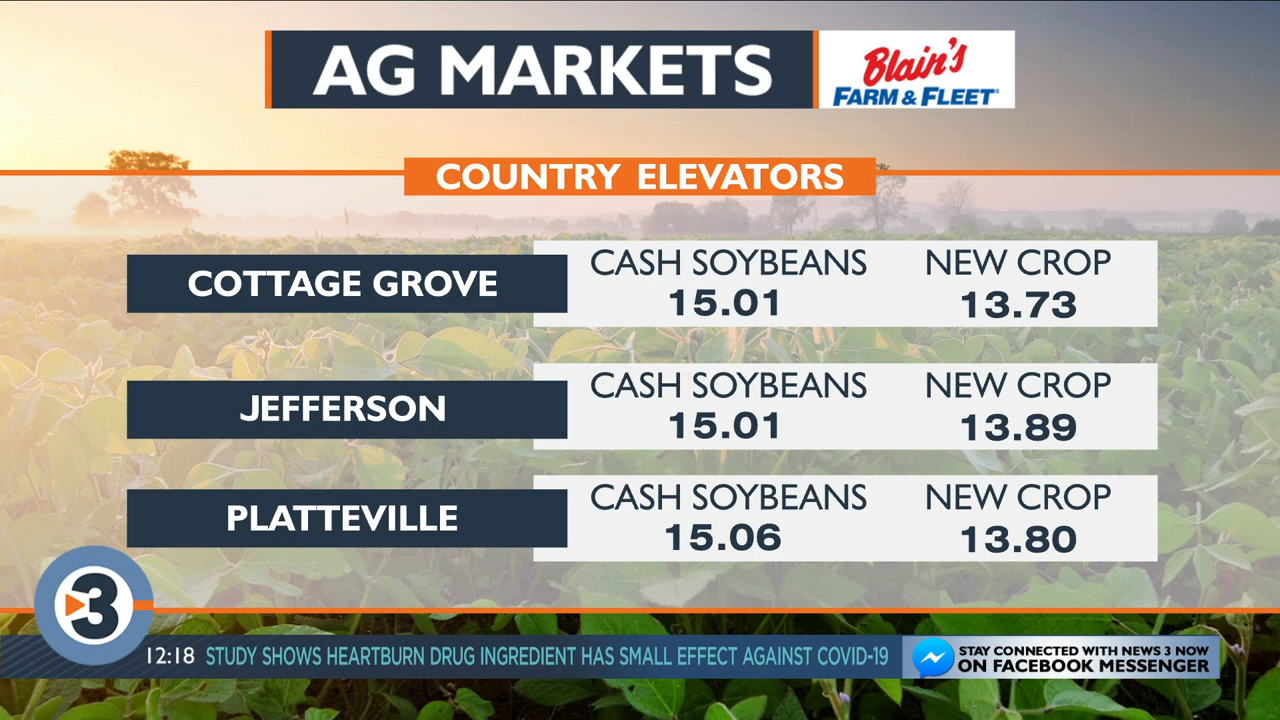 AG MARKETS
Blain's
FARM & FLEET
COUNTRY ELEVATORS
COTTAGE GROVE
CASH SOYBEANS NEW CROP
15.01 13.73
JEFFERSON
CASH SOYBEANS NEW CROP
15.01 13.89
PLATTEVILLE
CASH SOYBEANS NEW CROP
15.06 13.80
3
12:18 STUDY SHOWS HEARTBURN DRUG INGREDIENT HAS SMALL EFFECT AGAINST COVID-19
STAY CONNECTED WITH NEWS 3 NOW
ON FACEBOOK MESSENGER